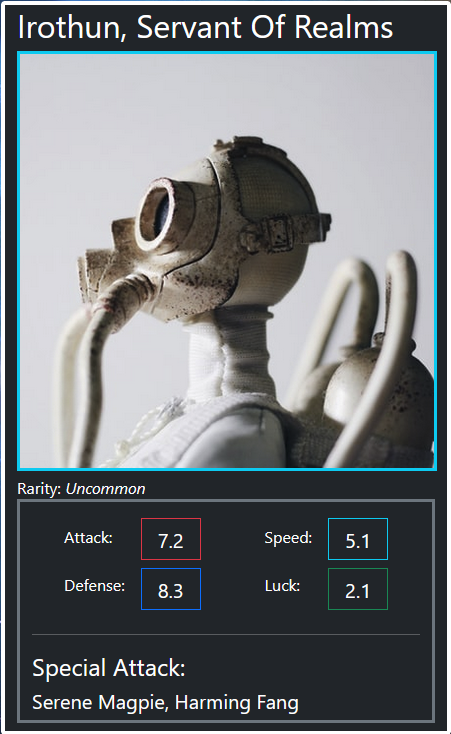 Irothun, Servant Of Realms
Rarity: Uncommon
Attack: 7.2 Speed: 5.1
Defense: 8.3 Luck: 2.1
Special Attack:
Serene Magpie, Harming Fang